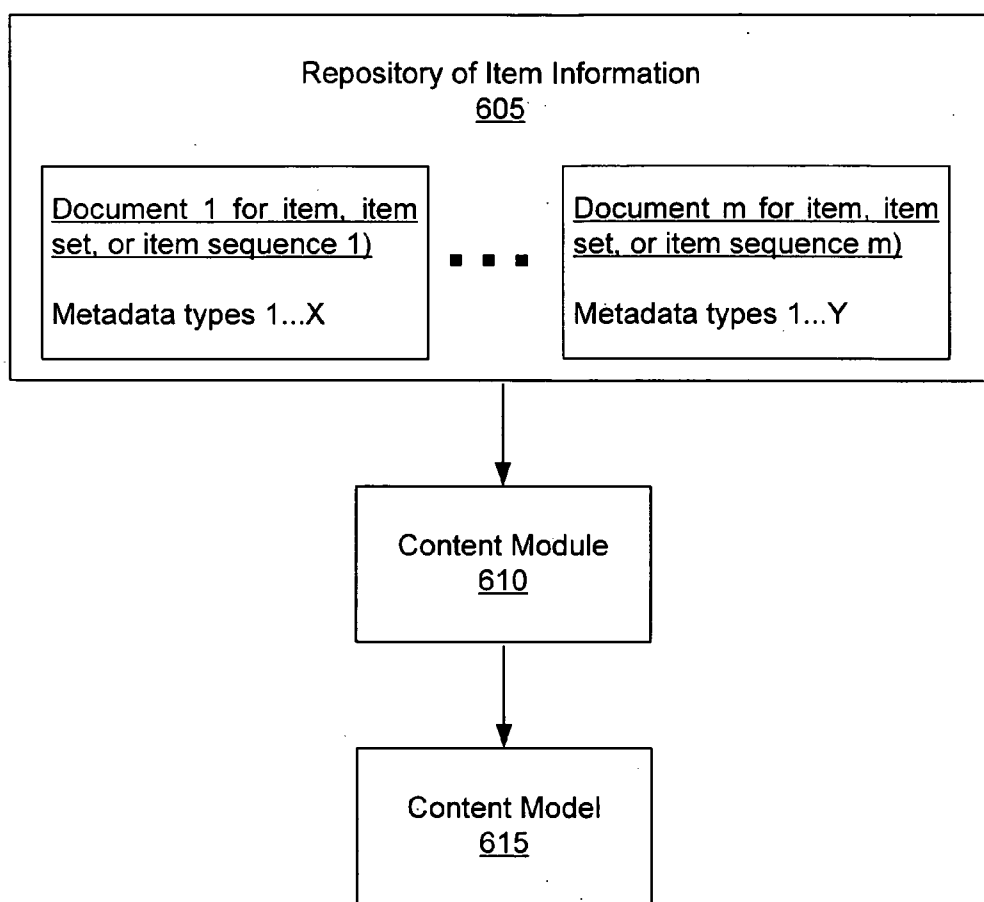 Repository of Item Information
605
Document 1 for item, item
set, or item sequence 1)
Metadata types 1...X
Document m for item, item
set, or item sequence m)
Metadata types 1...Y
Content Module
610
Content Model
615